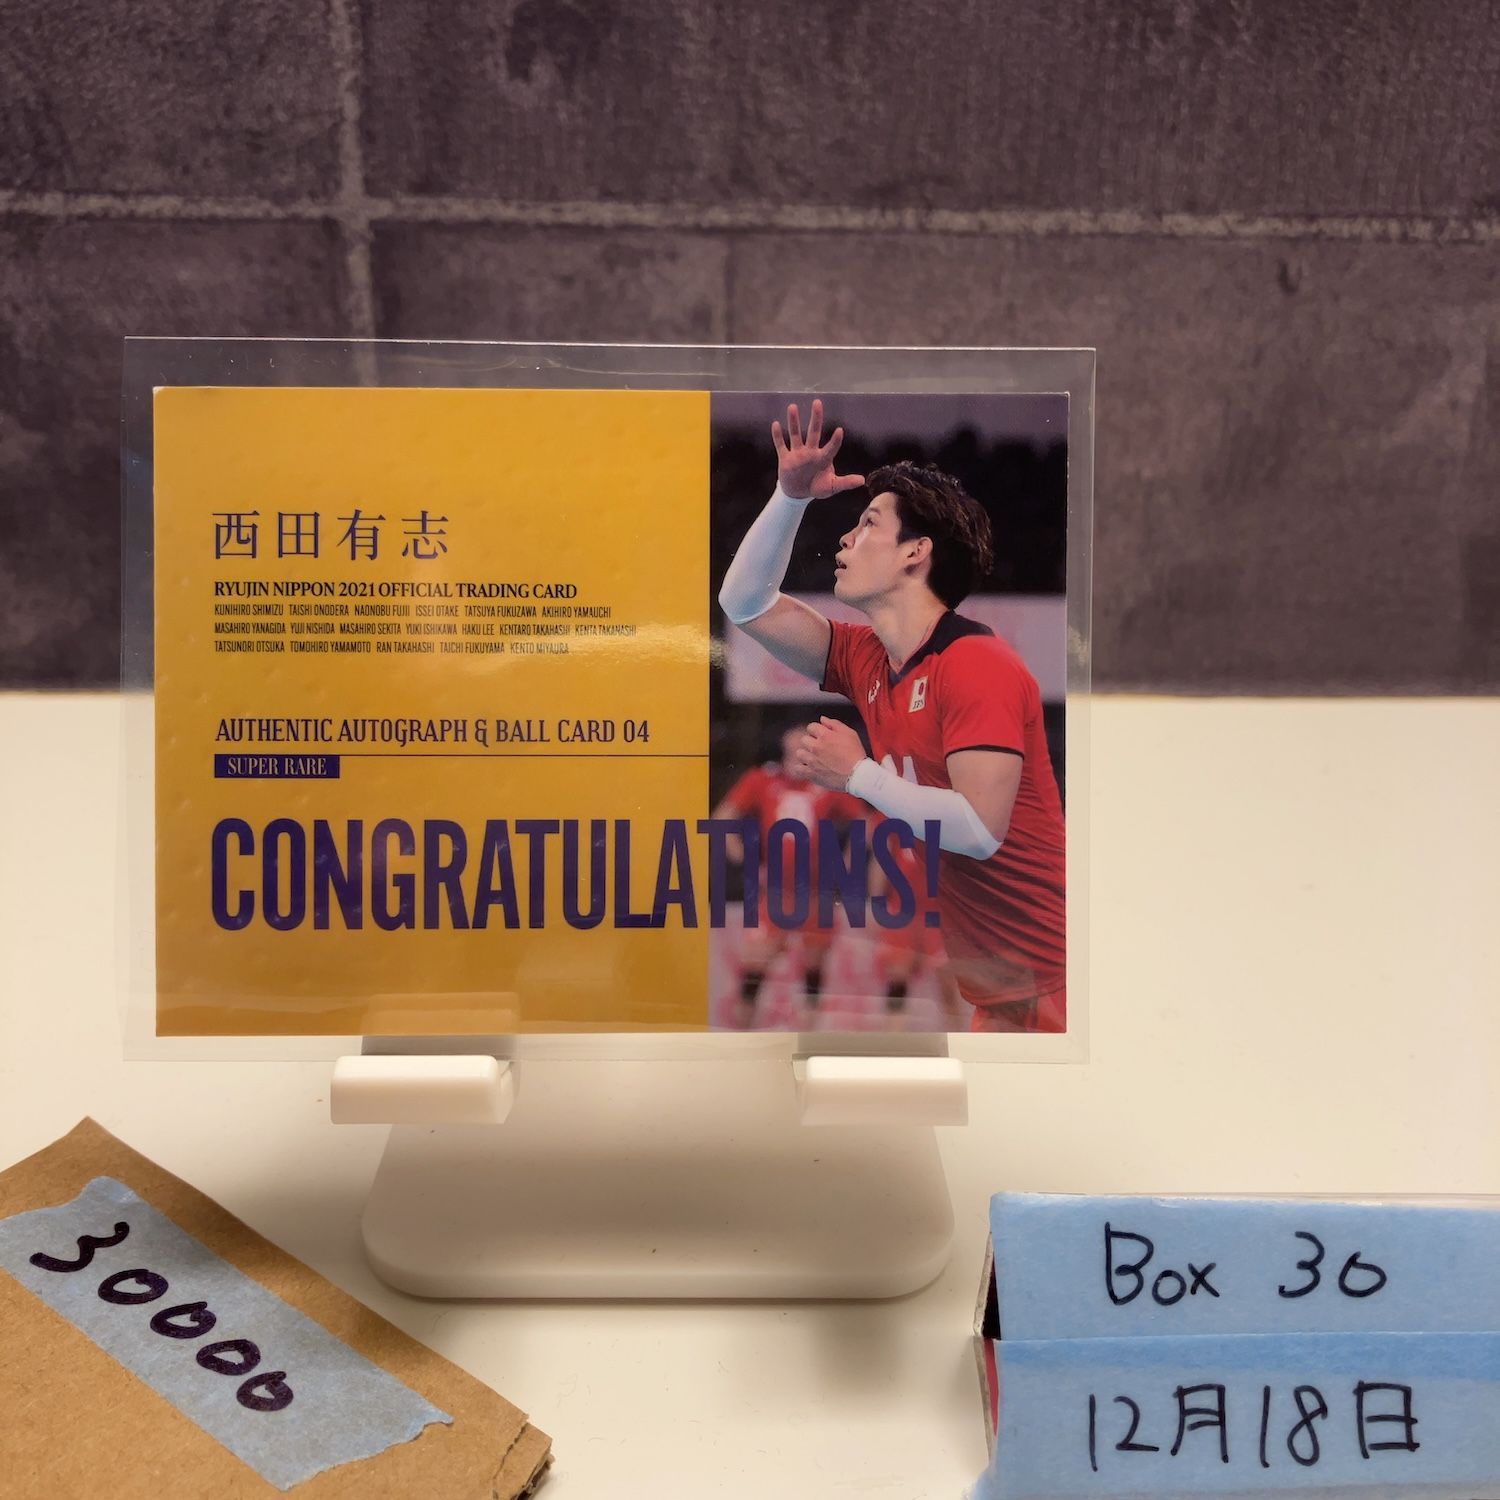 西田有志
RYUJIN NIPPON 2021 OFFICIAL TRADING CARD
KUNIHIRO SHIMIZU TAISHI ONODERA NAONOBU FUJII ISSEI OTAKE TATSUYA FUKUZAWA AKIHIRO YAMAUCHI
MASAHIRO YANAGIDA YUJI NISHIDA MASAHIRO SEKITA YUKI ISHIKAWA HAKU LEE KENTARO TAKAHASHI KENTA TAKANASHI
TATSUNORI OTSUKA TOMOHIRO YAMAMOTO RAN TAKAHASHI TAICHI FUKUYAMA KENTO MIYAURA
AUTHENTIC AUTOGRAPH & BALL CARD 04
SUPER RARE
CONGRATULATIONS!
30000
Box 30
12月18日